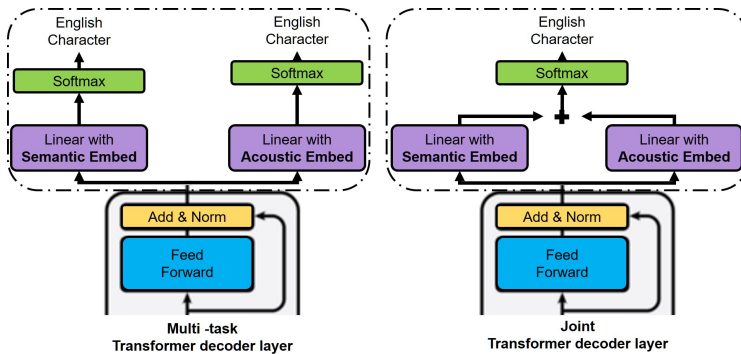 English
Character
Softmax
Linear with
Semantic Embed
English
Character
Softmax
Linear with
Acoustic Embed
Add & Norm
Feed
Forward
Multi -task
Transformer decoder layer
English
Character
Softmax
+
Linear with
Semantic Embed
Linear with
Acoustic Embed
Add & Norm
Feed
Forward
Joint
Transformer decoder layer